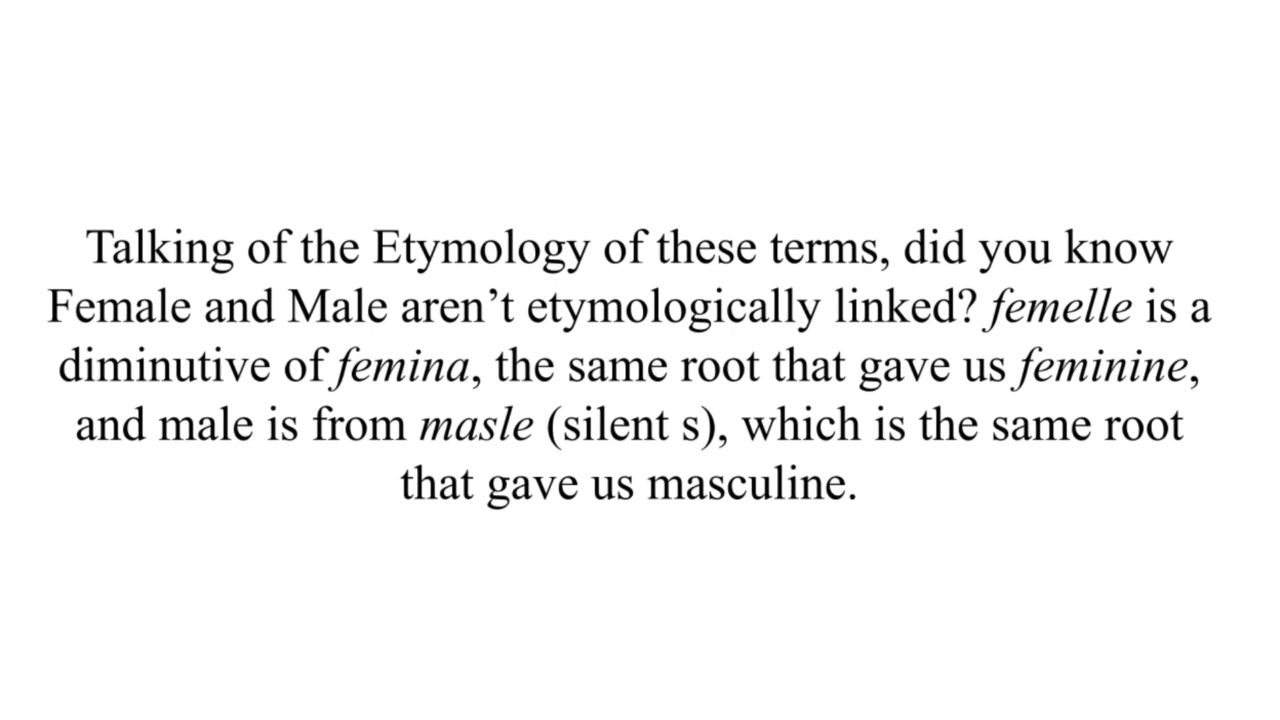 Talking of the Etymology of these terms, did you know
Female and Male aren’t etymologically linked? femelle is a
diminutive of femina, the same root that gave us feminine,
and male is from masle (silent s), which is the same root
that gave us masculine.